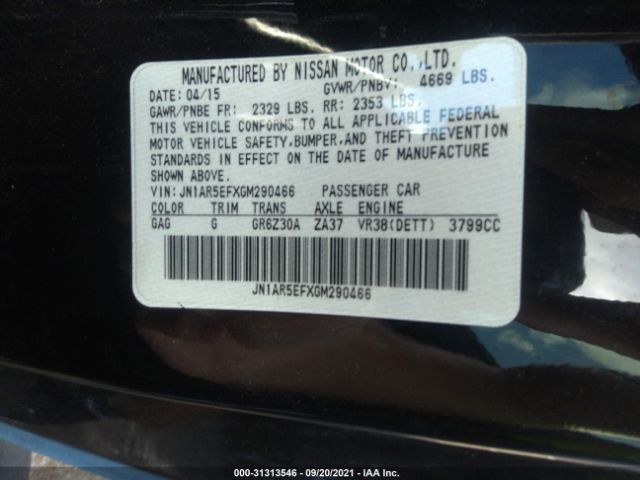 MANUFACTURED BY NISSAN MOTOR CO.,LTD.
DATE: 04/15 GVWR/PNBV: 4669 LBS.
GAWR/PNBE FR: 2329 LBS. RR: 2353 LBS.
THIS VEHICLE CONFORMS TO ALL APPLICABLE FEDERAL
MOTOR VEHICLE SAFETY,BUMPER,AND THEFT PREVENTION
STANDARDS IN EFFECT ON THE DATE OF MANUFACTURE
SHOWN ABOVE.
VIN:JN1AR5EFXGM290466 PASSENGER CAR
COLOR TRIM TRANS AXLE ENGINE
GAG G GR6Z30A ZA37 VR38(DETT) 3799CC
JN1AR5EFXGM290466
000-31313546 - 09/20/2021 - IAA Inc.